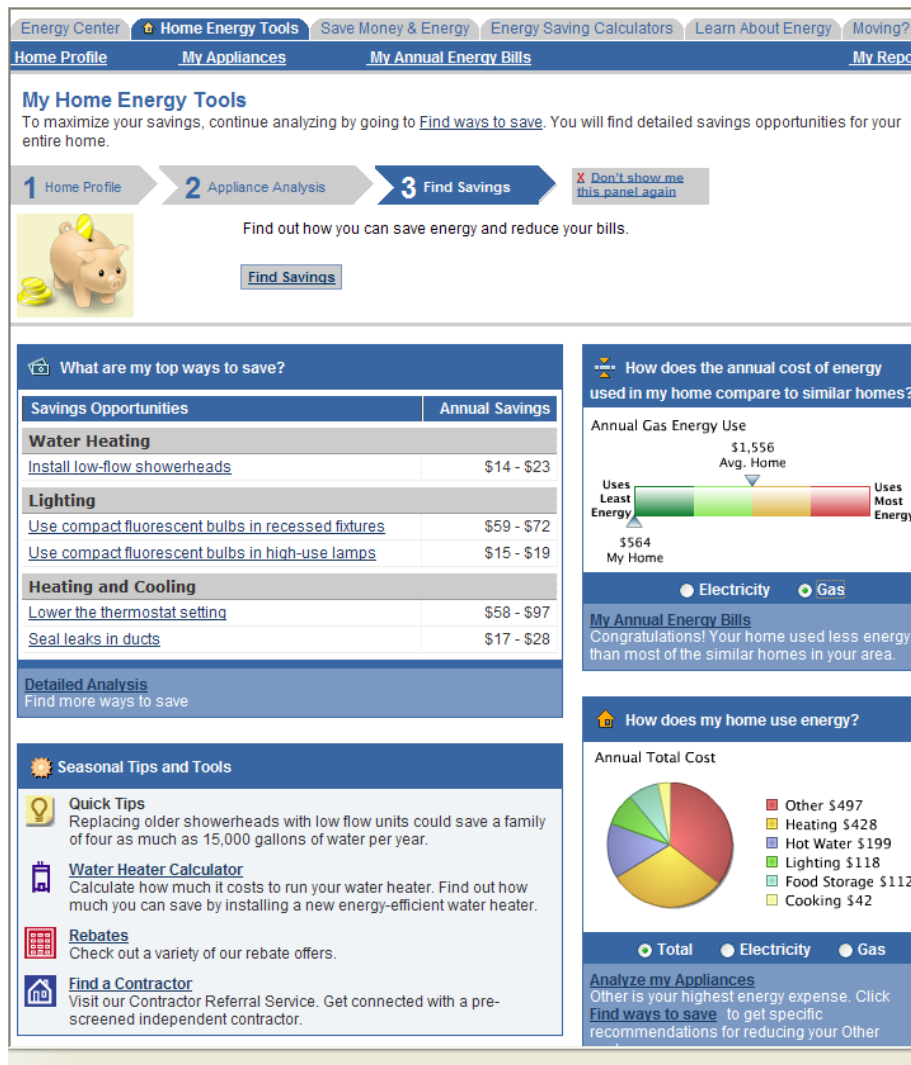 Energy Center Home Energy Tools Save Money & Energy Energy Saving Calculators Learn About Energy Moving?
Home Profile My Appliances My Annual Energy Bills My Repo
My Home Energy Tools
To maximize your savings, continue analyzing by going to Find ways to save. You will find detailed savings opportunities for your
entire home.
1 Home Profile 2 Appliance Analysis 3 Find Savings
X Don't show me
this panel again
Find out how you can save energy and reduce your bills.
Find Savings
What are my top ways to save?
Savings Opportunities Annual Savings
Water Heating
Install low-flow showerheads $14 - $23
Lighting
Use compact fluorescent bulbs in recessed fixtures $59 - $72
Use compact fluorescent bulbs in high-use lamps $15 - $19
Heating and Cooling
Lower the thermostat setting $58 - $97
Seal leaks in ducts $17 - $28
Detailed Analysis
Find more ways to save
Seasonal Tips and Tools
Quick Tips
Replacing older showerheads with low flow units could save a family
of four as much as 15,000 gallons of water per year.
Water Heater Calculator
Calculate how much it costs to run your water heater. Find out how
much you can save by installing a new energy-efficient water heater.
Rebates
Check out a variety of our rebate offers.
Find a Contractor
Visit our Contractor Referral Service. Get connected with a pre-
screened independent contractor.
How does the annual cost of energy
used in my home compare to similar homes?
Annual Gas Energy Use
$1,556
Avg. Home
Uses
Least
Energy
Uses
Most
Energy
$564
My Home
Electricity Gas
My Annual Energy Bills
Congratulations! Your home used less energy
than most of the similar homes in your area.
How does my home use energy?
Annual Total Cost
Other $497
Heating $428
Hot Water $199
Lighting $118
Food Storage $112
Cooking $42
Total Electricity Gas
Analyze my Appliances
Other is your highest energy expense. Click
Find ways to save to get specific
recommendations for reducing your Other